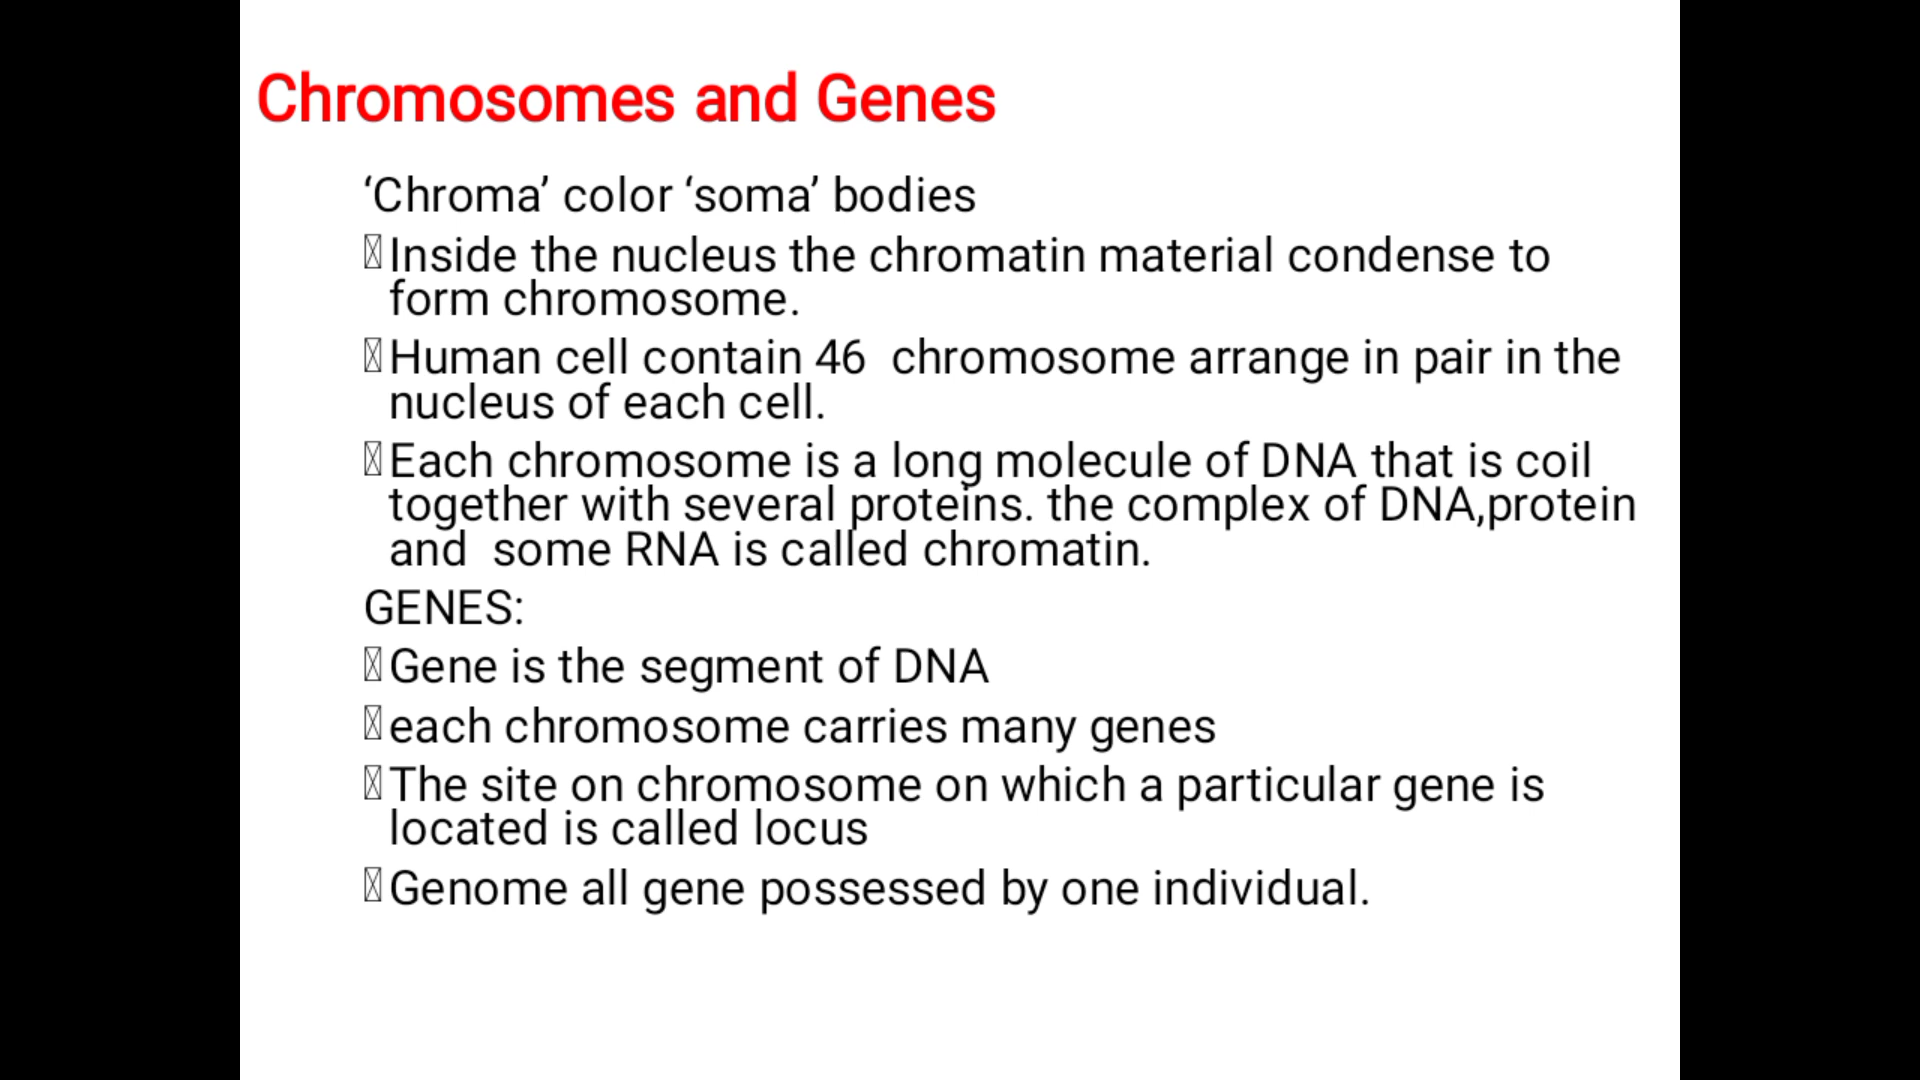 Chromosomes and Genes
‘Chroma’ color ‘soma’ bodies
Inside the nucleus the chromatin material condense to
form chromosome.
Human cell contain 46  chromosome arrange in pair in the
nucleus of each cell.
Each chromosome is a long molecule of DNA that is coil
together with several proteins. the complex of DNA,protein
and  some RNA is called chromatin.
GENES:
Gene is the segment of DNA
each chromosome carries many genes
The site on chromosome on which a particular gene is
located is called locus
Genome all gene possessed by one individual.